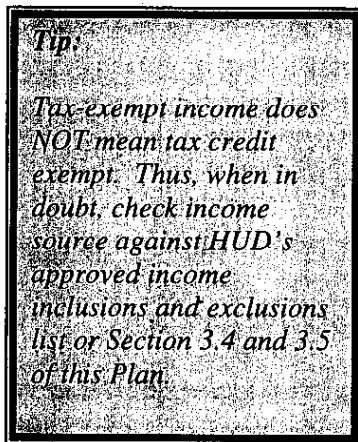 Tip:
Tax-exempt income does
NOT mean tax credit
exempt. Thus, when in
doubt, check income
source against HUD's
approved income
inclusions and exclusions
list or Section 3.4 and 3.5
of this Plan.